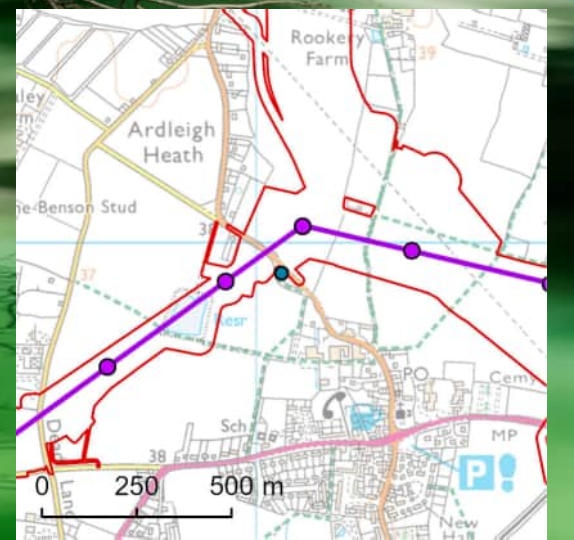 Rookery
Farm
39
Ardleigh
Heath
ne-Benson Stud
38
37
Resr
PO
Cemy
Sch
MP
38
P
0 250 500 m
Lane
New